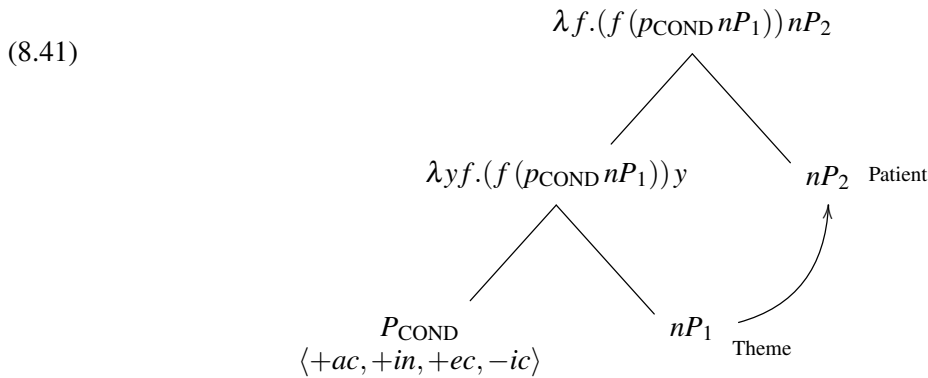 (8.41)
λf.(f(p_COND nP₁))nP₂
λyf.(f(p_COND nP₁))y
nP₂ Patient
P_COND
⟨+ac,+in,+ec,−ic⟩
nP₁
Theme